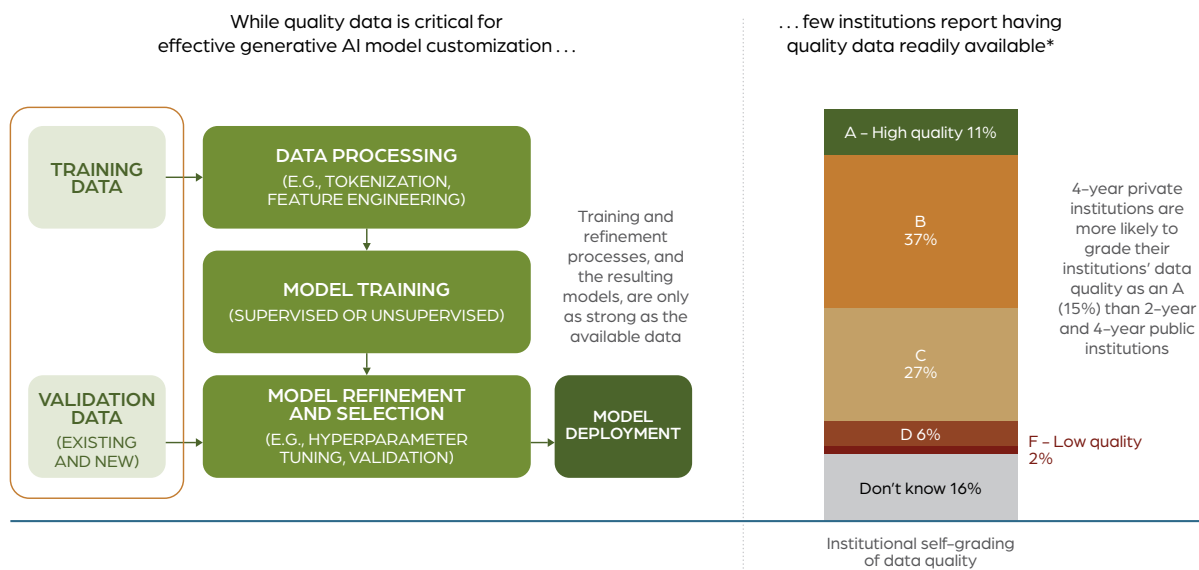 While quality data is critical for
effective generative AI model customization . . .
. . . few institutions report having
quality data readily available*
TRAINING
DATA
DATA PROCESSING
(E.G., TOKENIZATION,
FEATURE ENGINEERING)
MODEL TRAINING
(SUPERVISED OR UNSUPERVISED)
VALIDATION
DATA
(EXISTING
AND NEW)
MODEL REFINEMENT
AND SELECTION
(E.G., HYPERPARAMETER
TUNING, VALIDATION)
MODEL
DEPLOYMENT
Training and
refinement
processes, and
the resulting
models, are only
as strong as the
available data
A – High quality 11%
B
37%
C
27%
D 6%
F – Low quality
2%
Don't know 16%
4-year private
institutions are
more likely to
grade their
institutions’ data
quality as an A
(15%) than 2-year
and 4-year public
institutions
Institutional self-grading
of data quality